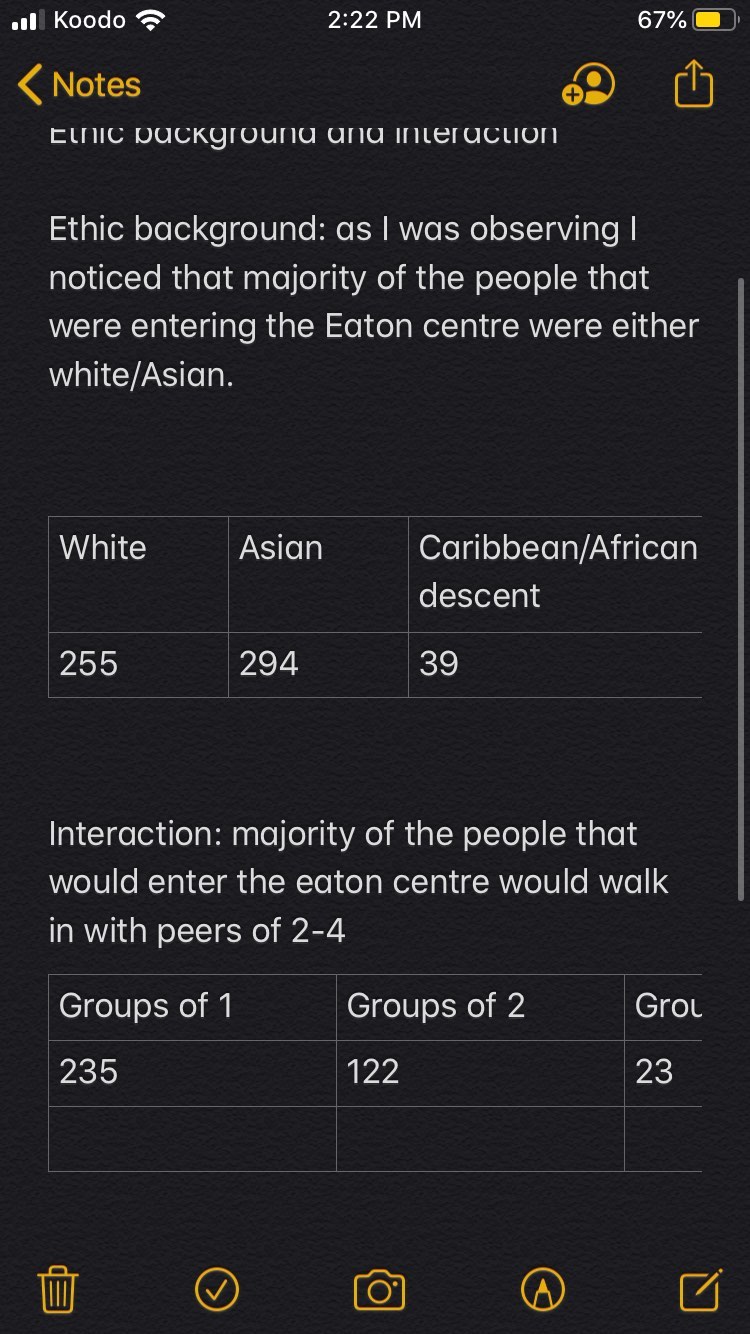 Koodo 2:22 PM 67%
Notes
Ethic background and interaction
Ethic background: as I was observing I
noticed that majority of the people that
were entering the Eaton centre were either
white/Asian.
White Asian Caribbean/African
descent
255 294 39
Interaction: majority of the people that
would enter the eaton centre would walk
in with peers of 2-4
Groups of 1 Groups of 2 Grou
235 122 23